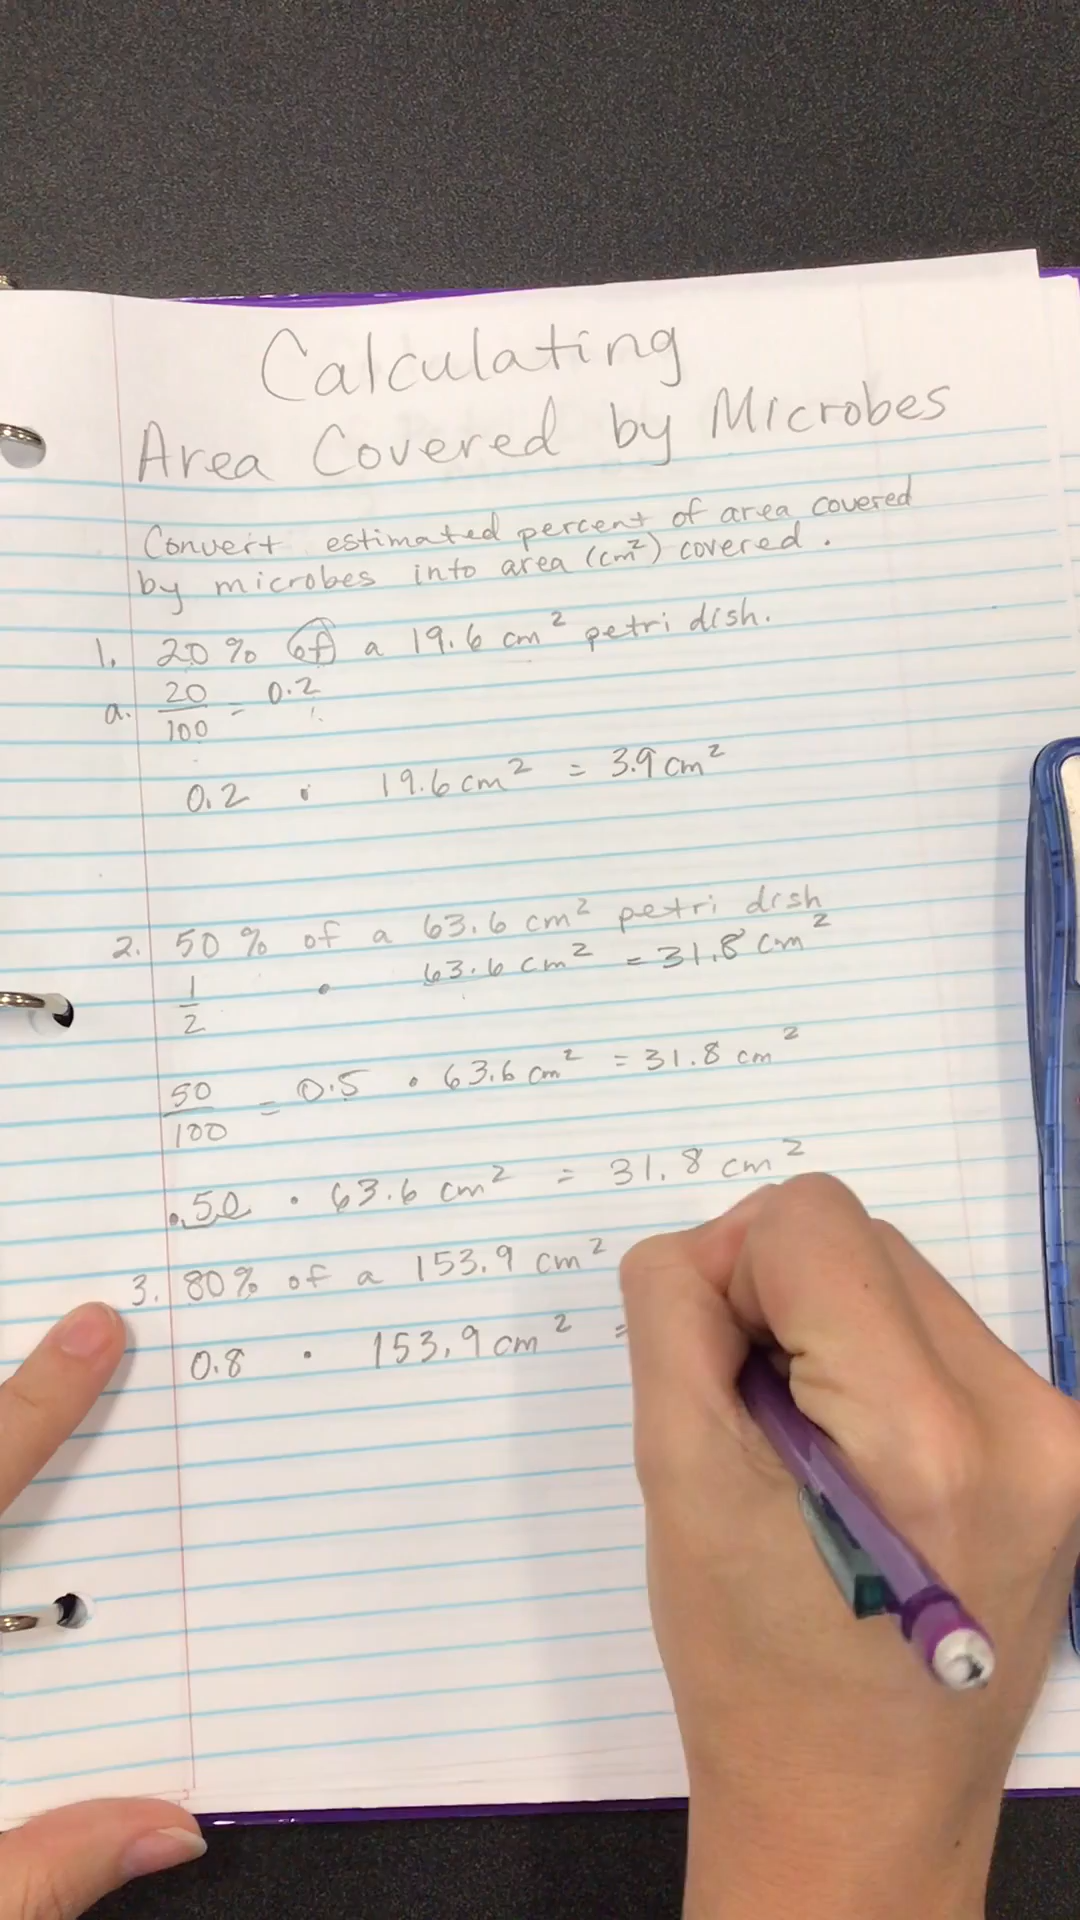 Calculating
Area Covered by Microbes
Convert estimated percent of area covered
by microbes into area (cm²) covered.
1. 20% of a 19.6 cm² petri dish.
a. 20/100 = 0.2
0.2 · 19.6 cm² = 3.9 cm²
2. 50% of a 63.6 cm² petri dish
1/2 · 63.6 cm² = 31.8 cm²
50/100 = 0.5 · 63.6 cm² = 31.8 cm²
.50 · 63.6 cm² = 31.8 cm²
3. 80% of a 153.9 cm²
0.8 · 153.9 cm² =